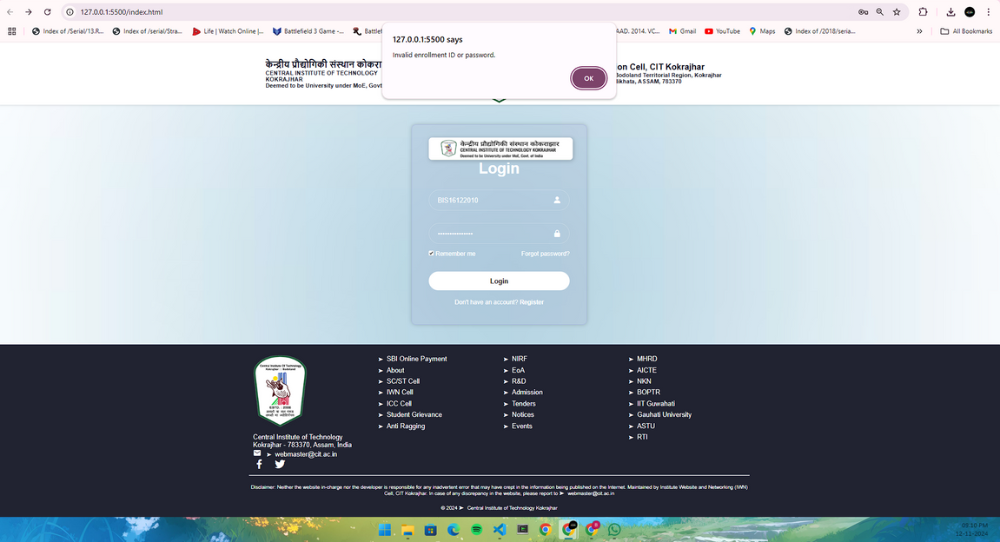 127.0.0.1:5500/index.html
Index of /Serial/13.R...
Index of /serial/Stra...
Life | Watch Online |...
Battlefield 3 Game -...
AAD. 2014. VC...
Gmail
YouTube
Maps
Index of /2018/seria...
All Bookmarks
127.0.0.1:5500 says
Invalid enrollment ID or password.
OK
केन्द्रीय प्रौद्योगिकी संस्थान
CENTRAL INSTITUTE OF TECHNOLOGY
KOKRAJHAR
Deemed to be University under MoE,
Cell, CIT Kokrajhar
Bodoland Territorial Region, Kokrajhar
ASSAM, 783370
केन्द्रीय प्रौद्योगिकी संस्थान कोकराझार
CENTRAL INSTITUTE OF TECHNOLOGY KOKRAJHAR
Deemed to be University under MoE, Govt. of India
Login
BIS16122010
Remember me
Forgot password?
Login
Don't have an account? Register
Central Institute Of Technology
Kokrajhar :: Bodoland
ESTD. : 2006
Central Institute of Technology
Kokrajhar - 783370, Assam, India
➤ webmaster@cit.ac.in
➤ SBI Online Payment
➤ About
➤ SC/ST Cell
➤ IWN Cell
➤ ICC Cell
➤ Student Grievance
➤ Anti Ragging
➤ NIRF
➤ EoA
➤ R&D
➤ Admission
➤ Tenders
➤ Notices
➤ Events
➤ MHRD
➤ AICTE
➤ NKN
➤ BOPTR
➤ IIT Guwahati
➤ Gauhati University
➤ ASTU
➤ RTI
Disclaimer: Neither the website in-charge nor the developer is responsible for any inadvertent error that may have crept in the information being published on the Internet. Maintained by Institute Website and Networking (IWN)
Cell, CIT Kokrajhar. In case of any discrepancy in the website, please report to ➤ webmaster@cit.ac.in
© 2024 ➤ Central Institute of Technology Kokrajhar
03:10 PM
12-11-2024